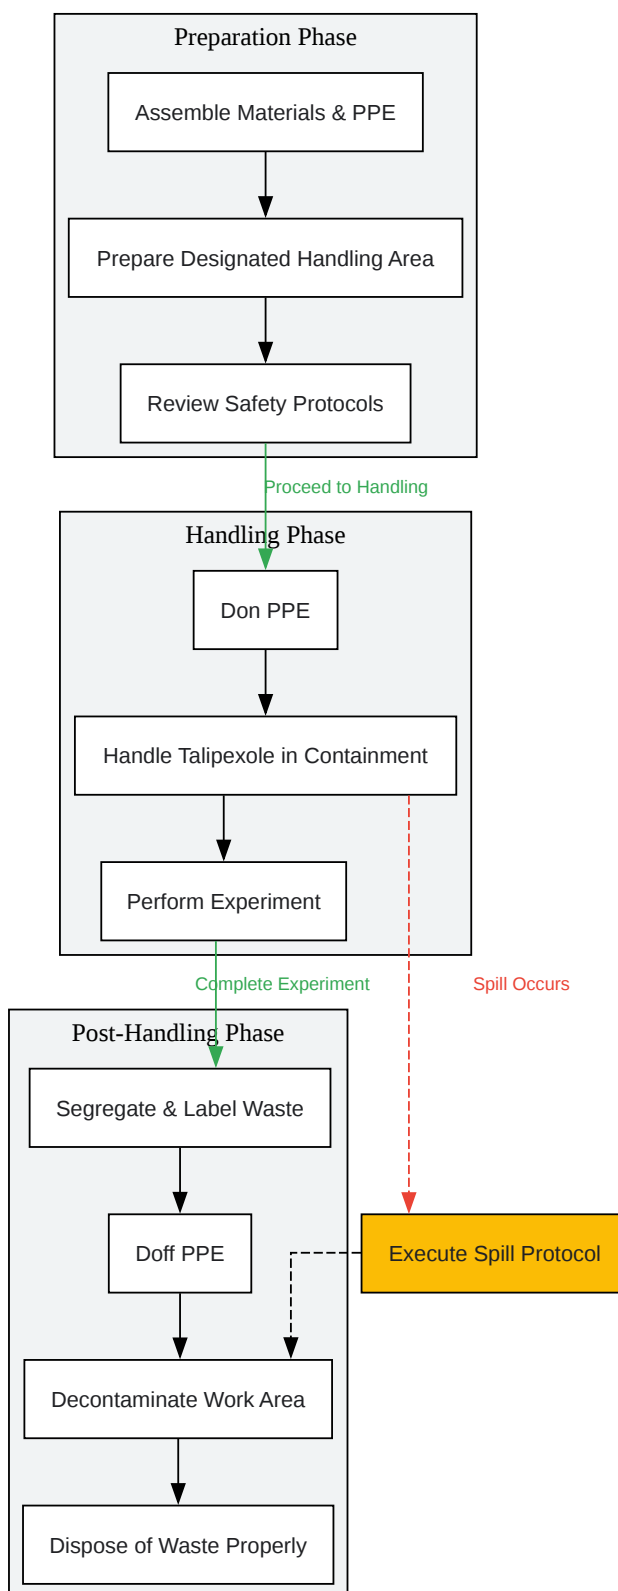 Preparation Phase
Assemble Materials & PPE
Prepare Designated Handling Area
Review Safety Protocols
Proceed to Handling
Handling Phase
Don PPE
Handle Talipexole in Containment
Perform Experiment
Complete Experiment
Spill Occurs
Post-Handling Phase
Segregate & Label Waste
Doff PPE
Execute Spill Protocol
Decontaminate Work Area
Dispose of Waste Properly